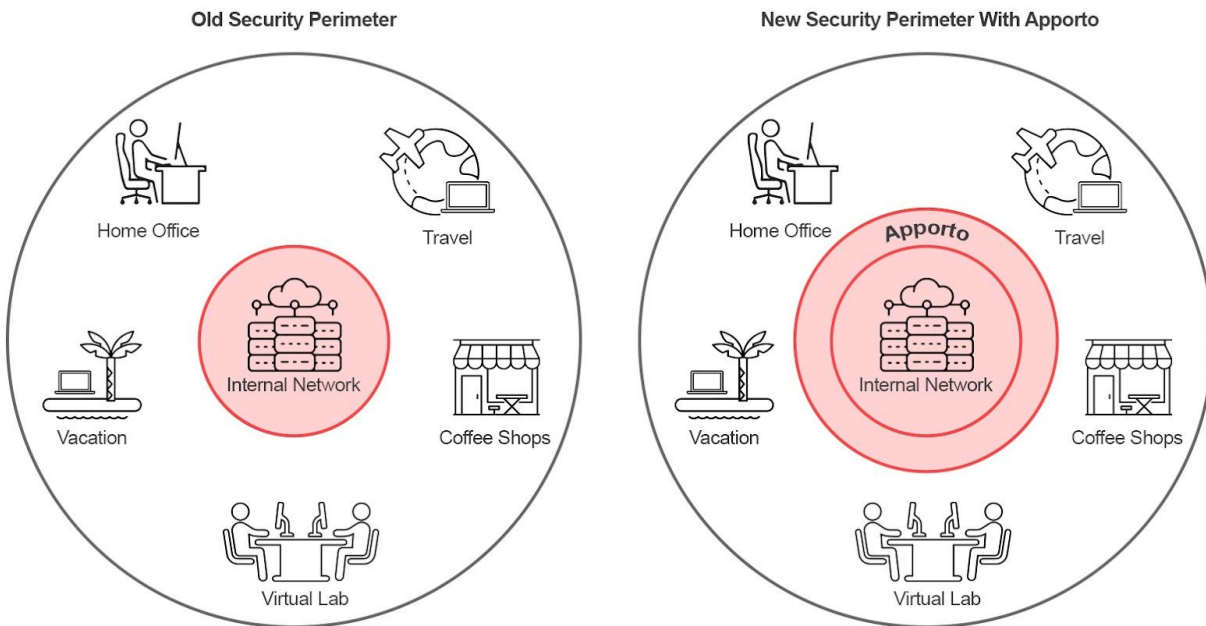 Old Security Perimeter
Home Office
Travel
Internal Network
Vacation
Coffee Shops
Virtual Lab
New Security Perimeter With Apporto
Home Office
Travel
Apporto
Internal Network
Vacation
Coffee Shops
Virtual Lab